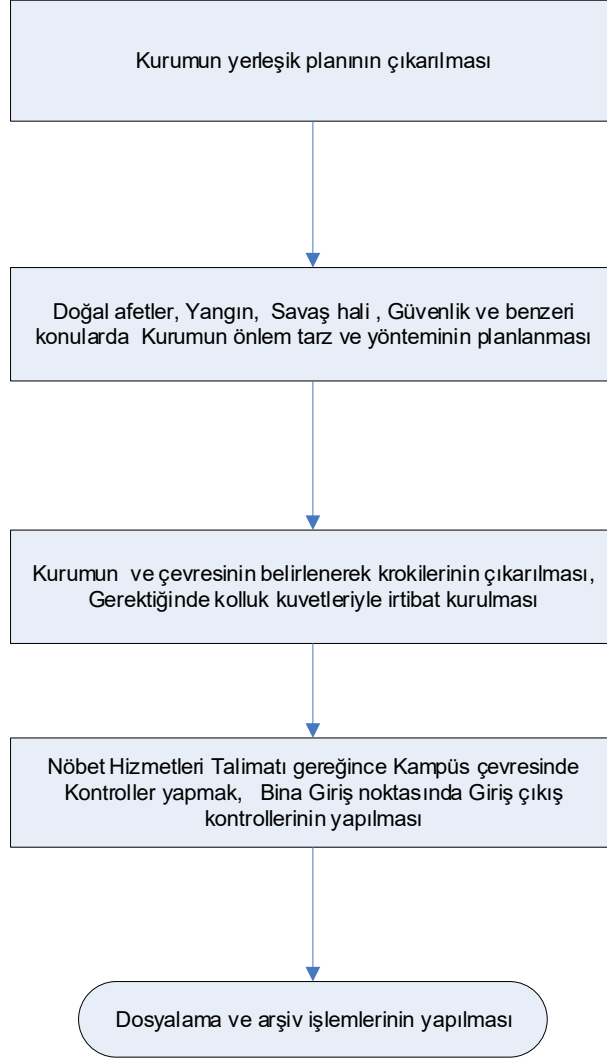 Kurumun yerleşik planının çıkarılması
Doğal afetler, Yangın, Savaş hali , Güvenlik ve benzeri
konularda Kurumun önlem tarz ve yönteminin planlanması
Kurumun ve çevresinin belirlenerek krokilerinin çıkarılması,
Gerektiğinde kolluk kuvetleriyle irtibat kurulması
Nöbet Hizmetleri Talimatı gereğince Kampüs çevresinde
Kontroller yapmak, Bina Giriş noktasında Giriş çıkış
kontrollerinin yapılması
Dosyalama ve arşiv işlemlerinin yapılması